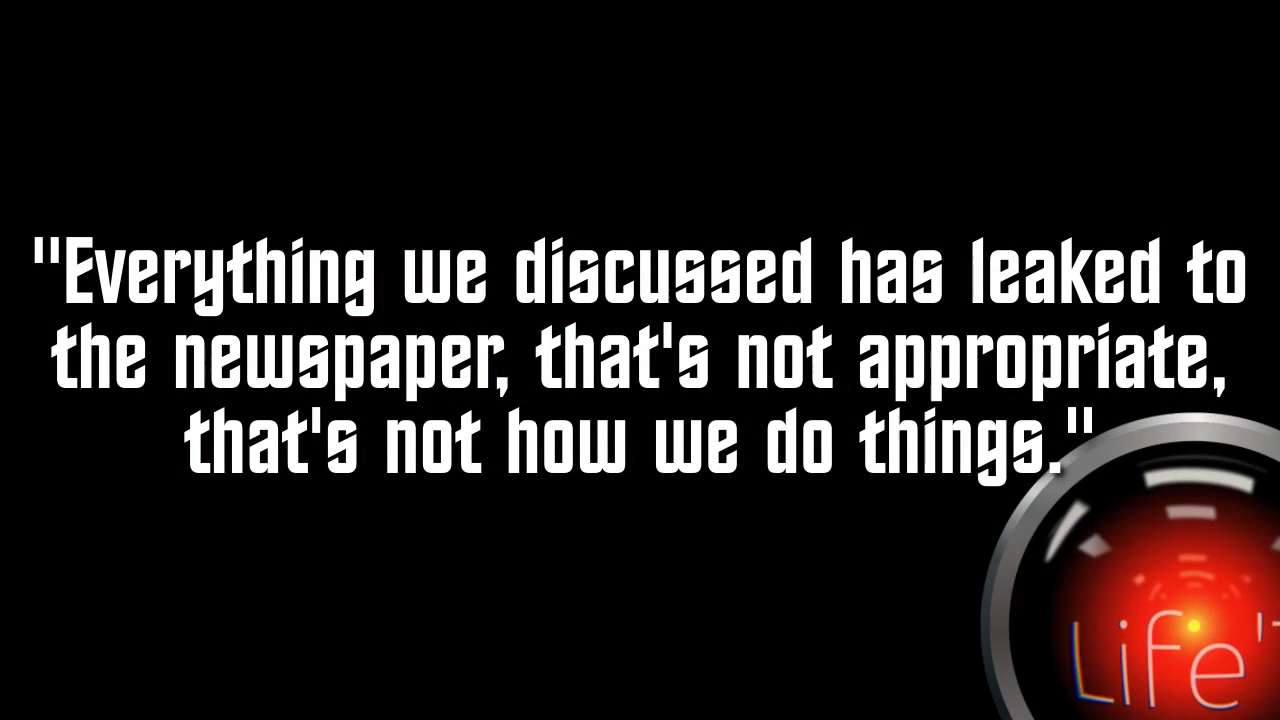 "Everything we discussed has leaked to
the newspaper, that's not appropriate,
that's not how we do things."
Life'